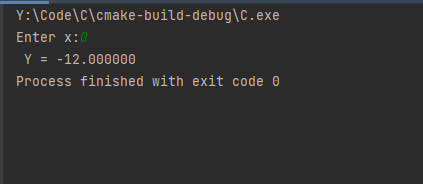 Y:\Code\C\cmake-build-debug\C.exe
Enter x:0
Y = -12.000000
Process finished with exit code 0